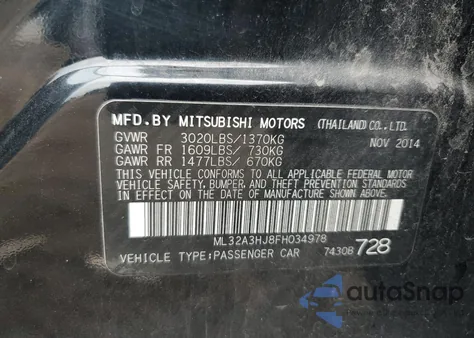 MFD.BY MITSUBISHI MOTORS (THAILAND)CO.,LTD.
GVWR 3020LBS/1370KG NOV 2014
GAWR FR 1609LBS/ 730KG
GAWR RR 1477LBS/ 670KG
THIS VEHICLE CONFORMS TO ALL APPLICABLE FEDERAL MOTOR
VEHICLE SAFETY, BUMPER, AND THEFT PREVENTION STANDARDS
IN EFFECT ON THE DATE OF MANUFACTURE SHOWN ABOVE.
ML32A3HJ8FH034978
VEHICLE TYPE:PASSENGER CAR 7430B 728
autoSnap